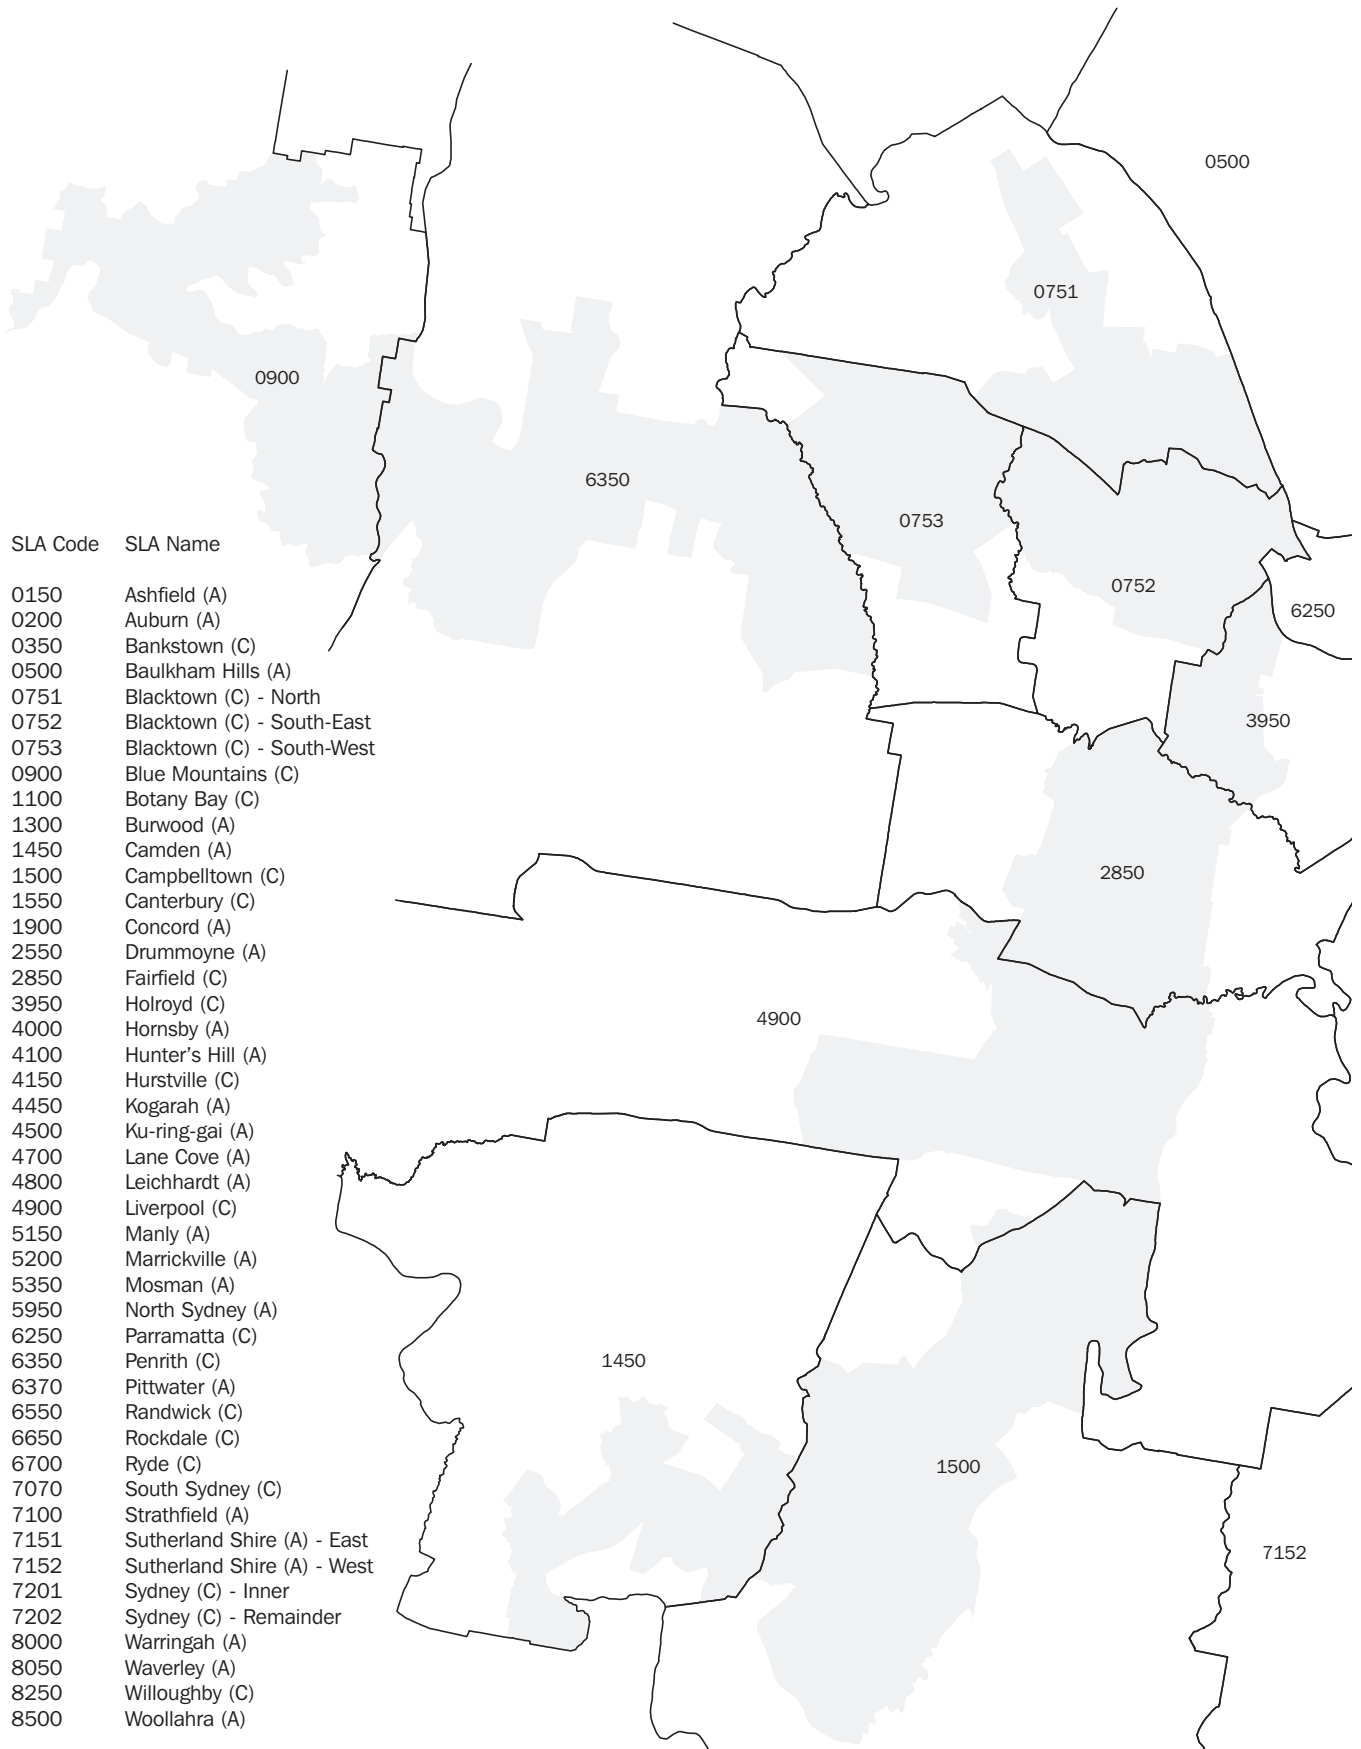 0500
0751
0900
6350
0753
0752
6250
3950
2850
4900
1450
1500
7152
SLA Code SLA Name
0150 Ashfield (A)
0200 Auburn (A)
0350 Bankstown (C)
0500 Baulkham Hills (A)
0751 Blacktown (C) - North
0752 Blacktown (C) - South-East
0753 Blacktown (C) - South-West
0900 Blue Mountains (C)
1100 Botany Bay (C)
1300 Burwood (A)
1450 Camden (A)
1500 Campbelltown (C)
1550 Canterbury (C)
1900 Concord (A)
2550 Drummoyne (A)
2850 Fairfield (C)
3950 Holroyd (C)
4000 Hornsby (A)
4100 Hunter’s Hill (A)
4150 Hurstville (C)
4450 Kogarah (A)
4500 Ku-ring-gai (A)
4700 Lane Cove (A)
4800 Leichhardt (A)
4900 Liverpool (C)
5150 Manly (A)
5200 Marrickville (A)
5350 Mosman (A)
5950 North Sydney (A)
6250 Parramatta (C)
6350 Penrith (C)
6370 Pittwater (A)
6550 Randwick (C)
6650 Rockdale (C)
6700 Ryde (C)
7070 South Sydney (C)
7100 Strathfield (A)
7151 Sutherland Shire (A) - East
7152 Sutherland Shire (A) - West
7201 Sydney (C) - Inner
7202 Sydney (C) - Remainder
8000 Warringah (A)
8050 Waverley (A)
8250 Willoughby (C)
8500 Woollahra (A)